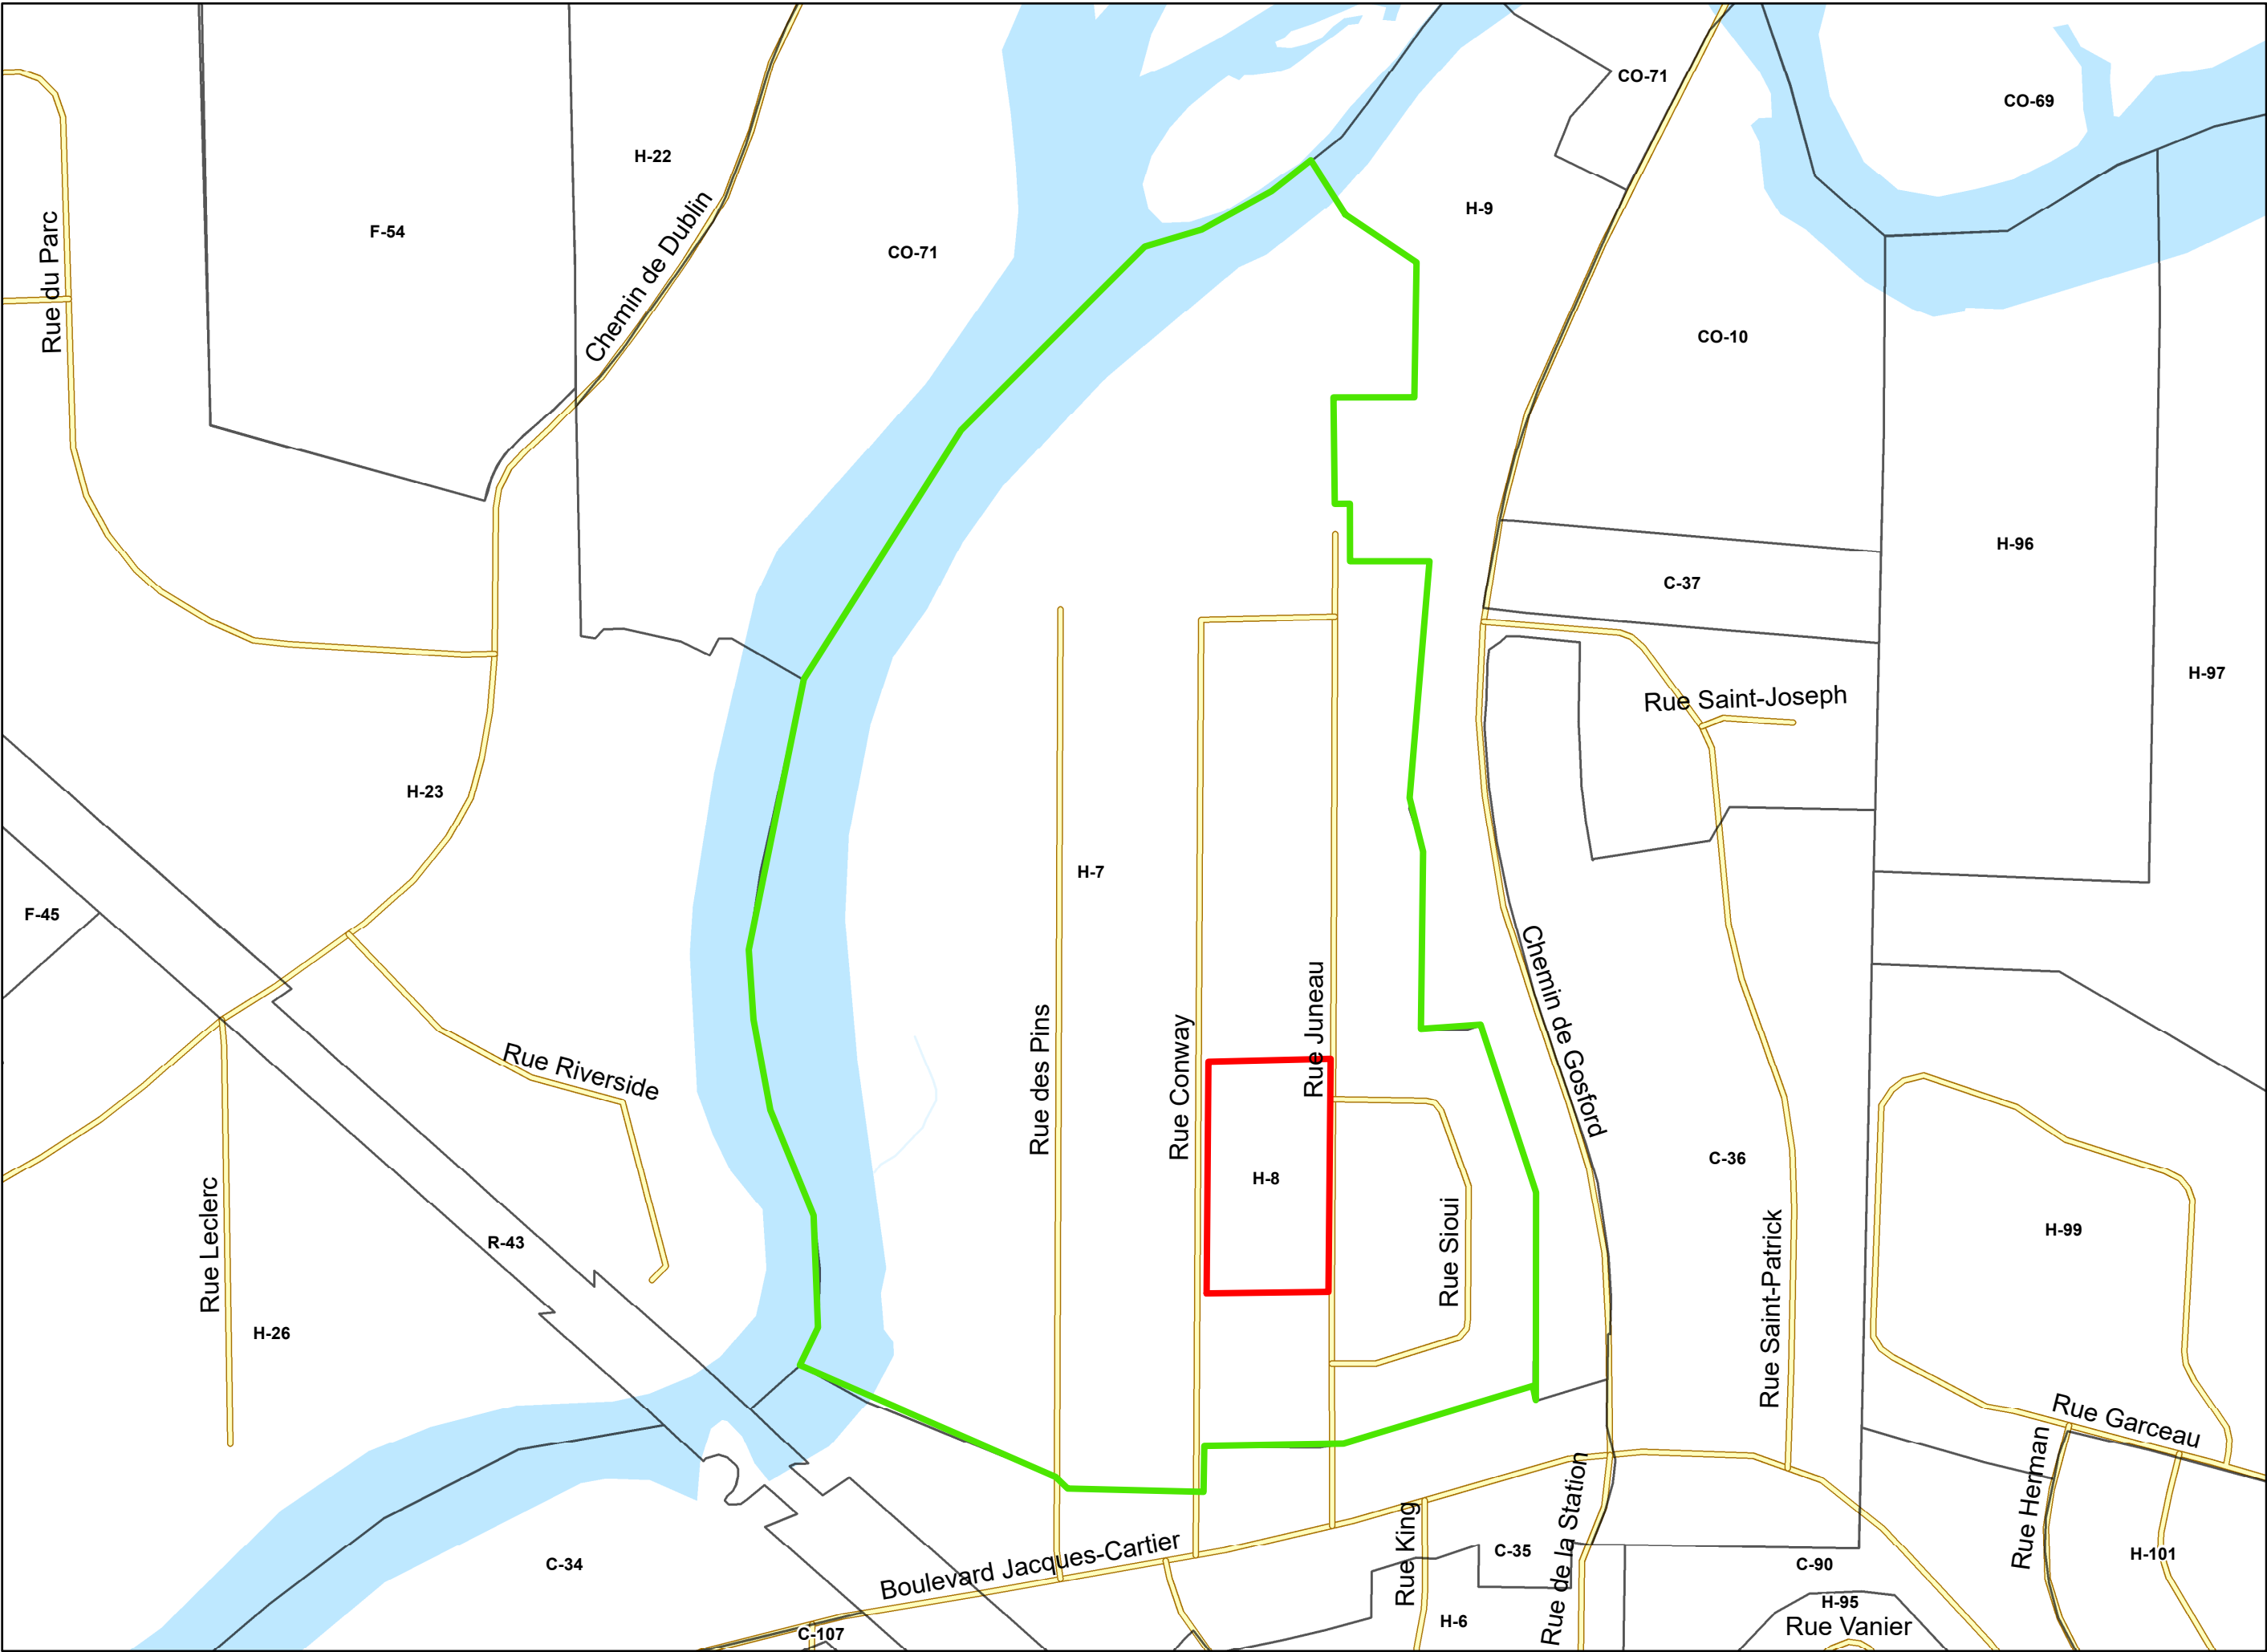 CO-71
CO-69
H-22
H-9
F-54
Rue du Parc
Chemin de Dublin
CO-71
CO-10
H-96
C-37
H-97
Rue Saint-Joseph
H-23
H-7
F-45
Chemin de Gosford
Rue Juneau
Rue des Pins
Rue Conway
Rue Riverside
C-36
H-8
Rue Sioui
Rue Leclerc
R-43
Rue Saint-Patrick
H-99
H-26
Rue Garceau
Rue Herman
Boulevard Jacques-Cartier
Rue King
Rue de la Station
C-35
C-34
C-90
H-101
H-95
H-6
Rue Vanier
C-107